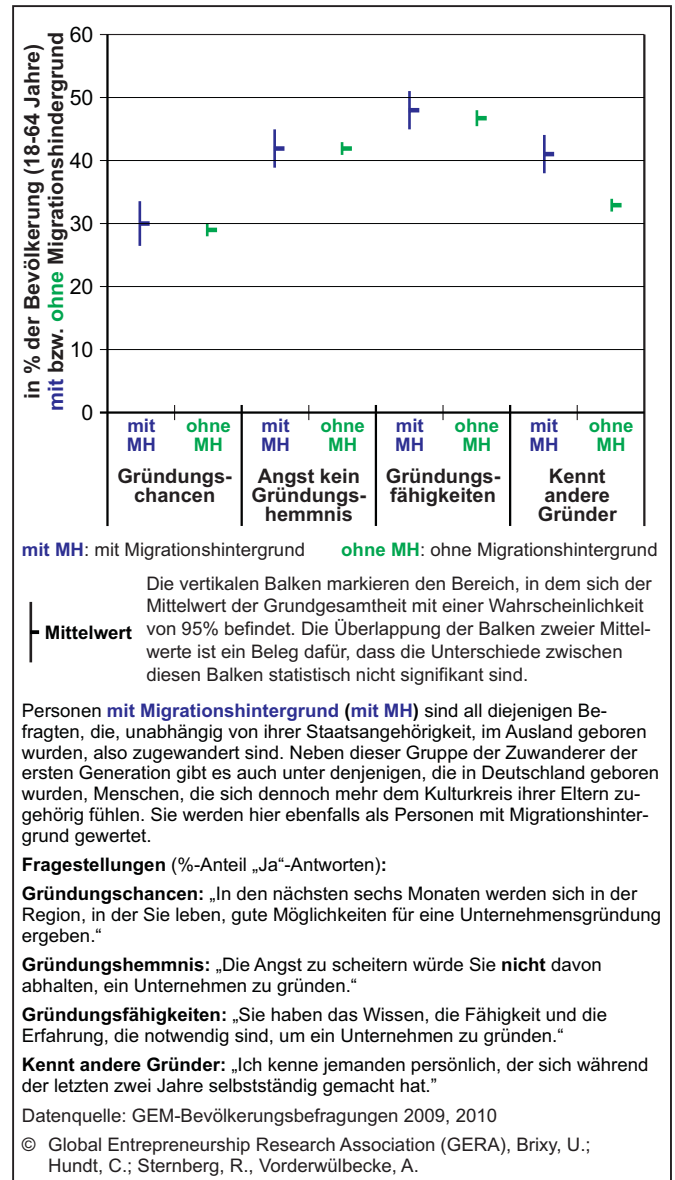 in % der Bevölkerung (18-64 Jahre)
mit bzw. ohne Migrationshindergrund
60
50
40
30
20
10
0
mit MH
ohne MH
mit MH
ohne MH
mit MH
ohne MH
mit MH
ohne MH
Gründungs-
chancen
Angst kein
Gründungs-
hemmnis
Gründungs-
fähigkeiten
Kennt
andere
Gründer
mit MH: mit Migrationshintergrund ohne MH: ohne Migrationshintergrund
Mittelwert
Die vertikalen Balken markieren den Bereich, in dem sich der
Mittelwert der Grundgesamtheit mit einer Wahrscheinlichkeit
von 95% befindet. Die Überlappung der Balken zweier Mittel-
werte ist ein Beleg dafür, dass die Unterschiede zwischen
diesen Balken statistisch nicht signifikant sind.
Personen mit Migrationshintergrund (mit MH) sind all diejenigen Be-
fragten, die, unabhängig von ihrer Staatsangehörigkeit, im Ausland geboren
wurden, also zugewandert sind. Neben dieser Gruppe der Zuwanderer der
ersten Generation gibt es auch unter denjenigen, die in Deutschland geboren
wurden, Menschen, die sich dennoch mehr dem Kulturkreis ihrer Eltern zu-
gehörig fühlen. Sie werden hier ebenfalls als Personen mit Migrationshinter-
grund gewertet.
Fragestellungen (%-Anteil „Ja“-Antworten):
Gründungschancen: „In den nächsten sechs Monaten werden sich in der
Region, in der Sie leben, gute Möglichkeiten für eine Unternehmensgründung
ergeben.“
Gründungshemmnis: „Die Angst zu scheitern würde Sie nicht davon
abhalten, ein Unternehmen zu gründen.“
Gründungsfähigkeiten: „Sie haben das Wissen, die Fähigkeit und die
Erfahrung, die notwendig sind, um ein Unternehmen zu gründen.“
Kennt andere Gründer: „Ich kenne jemanden persönlich, der sich während
der letzten zwei Jahre selbstständig gemacht hat.”
Datenquelle: GEM-Bevölkerungsbefragungen 2009, 2010
© Global Entrepreneurship Research Association (GERA), Brixy, U.;
Hundt, C.; Sternberg, R., Vorderwülbecke, A.